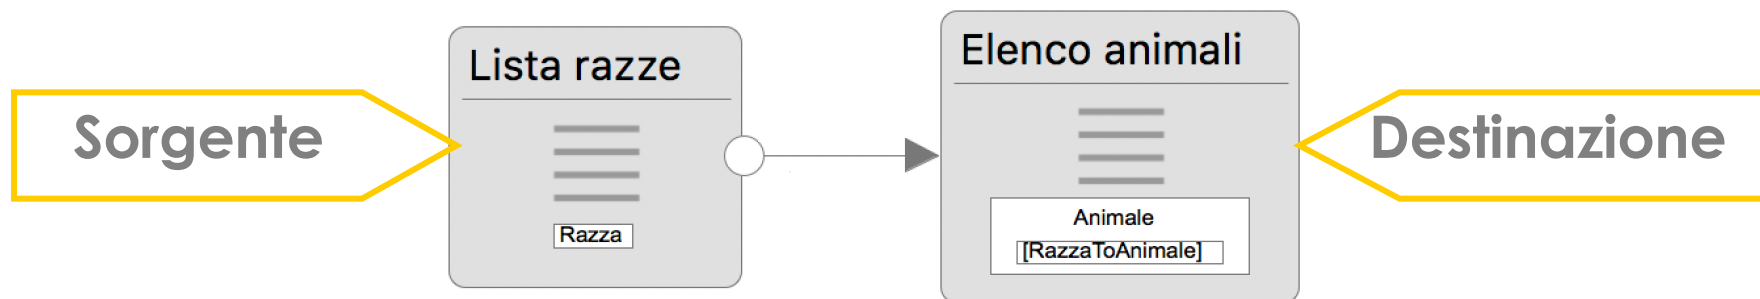 Sorgente
Lista razze
Razza
Elenco animali
Animale
[RazzaToAnimale]
Destinazione